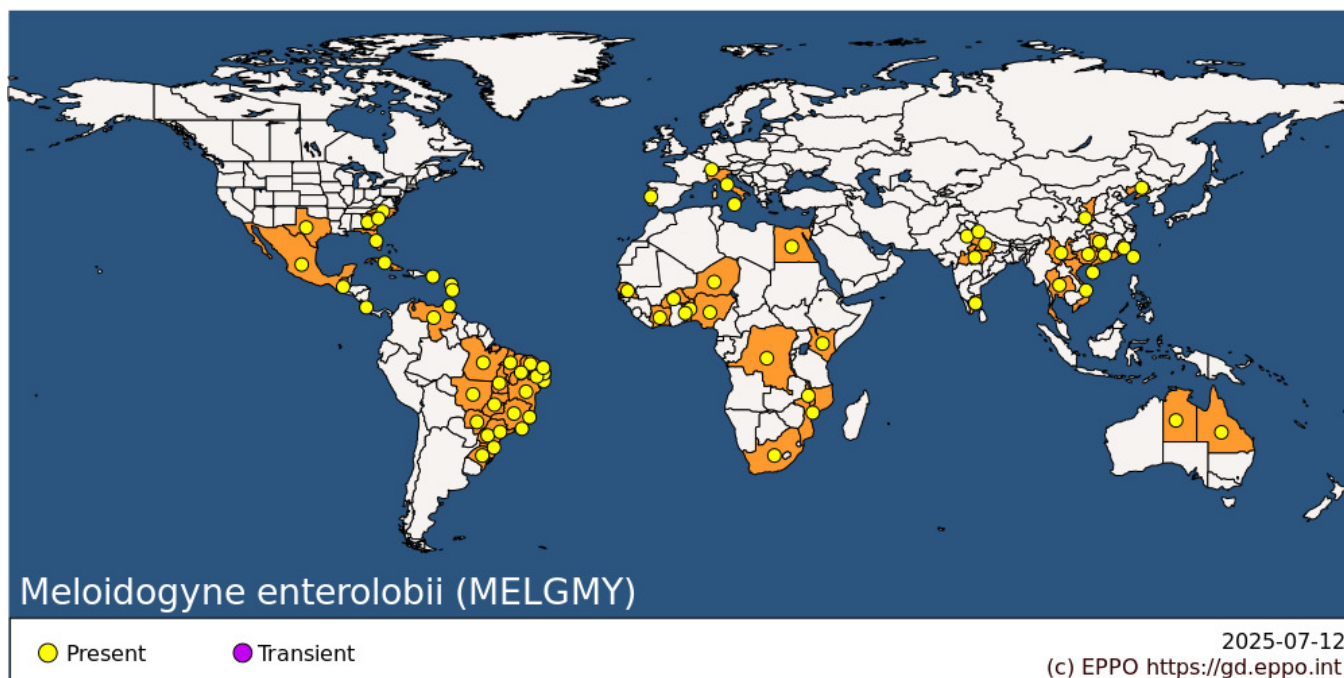 Meloidogyne enterolobii (MELGMY)
Present
Transient
2025-07-12
(c) EPPO https://gd.eppo.int